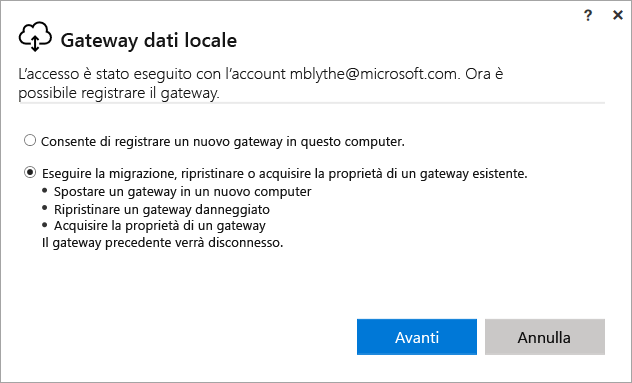 ? ×
Gateway dati locale
L'accesso è stato eseguito con l'account mblythe@microsoft.com. Ora è
possibile registrare il gateway.
Consente di registrare un nuovo gateway in questo computer.
Eseguire la migrazione, ripristinare o acquisire la proprietà di un gateway esistente.
• Spostare un gateway in un nuovo computer
• Ripristinare un gateway danneggiato
• Acquisire la proprietà di un gateway
Il gateway precedente verrà disconnesso.
Avanti Annulla